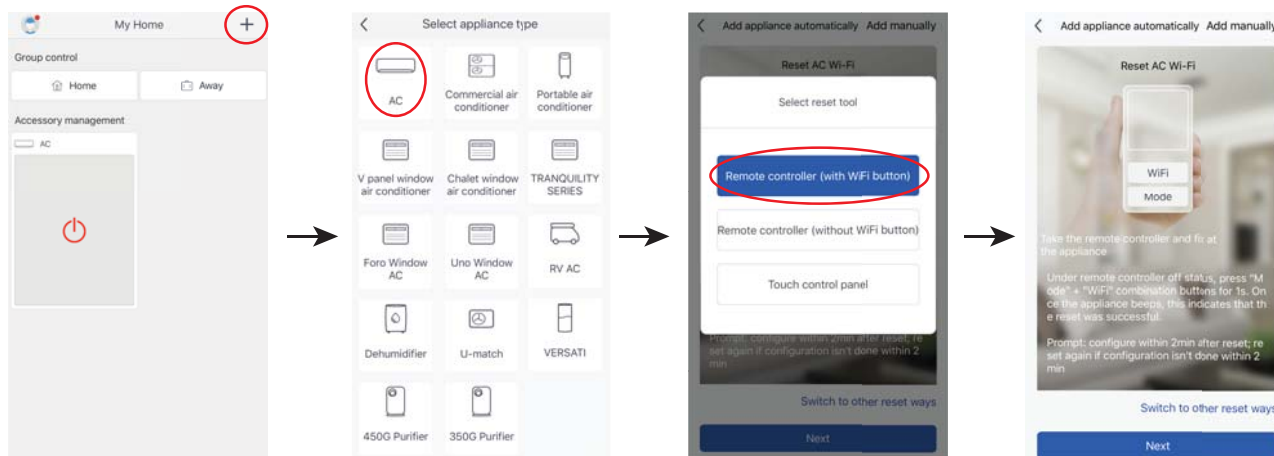 My Home
+
Group control
Home
Away
Accessory management
AC
Select appliance type
AC
Commercial air
conditioner
Portable air
conditioner
V panel window
air conditioner
Chalet window
air conditioner
TRANQUILITY
SERIES
Foro Window
AC
Uno Window
AC
RV AC
Dehumidifier
U-match
VERSATI
450G Purifier
350G Purifier
Add appliance automatically Add manually
Reset AC Wi-Fi
Select reset tool
Remote controller (with WiFi button)
Remote controller (without WiFi button)
Touch control panel
Prompt: configure within 2min after reset; re
set again if configuration isn't done within 2
min
Switch to other reset ways
Next
Add appliance automatically Add manually
Reset AC Wi-Fi
WiFi
Mode
Take the remote controller and fit at
the appliance
Under remote controller off status, press "M
ode" + "WiFi" combination buttons for 1s. On
ce the appliance beeps, this indicates that th
e reset was successful.
Prompt: configure within 2min after reset; re
set again if configuration isn't done within 2
min
Switch to other reset ways
Next